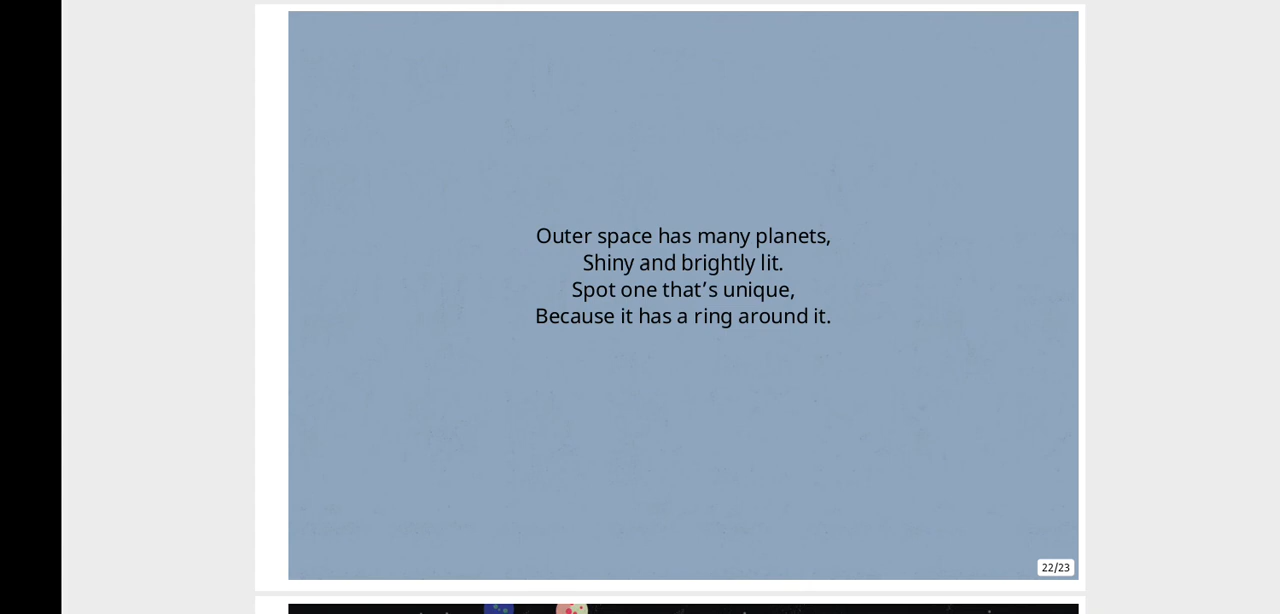 Outer space has many planets,
Shiny and brightly lit.
Spot one that’s unique,
Because it has a ring around it.
22/23